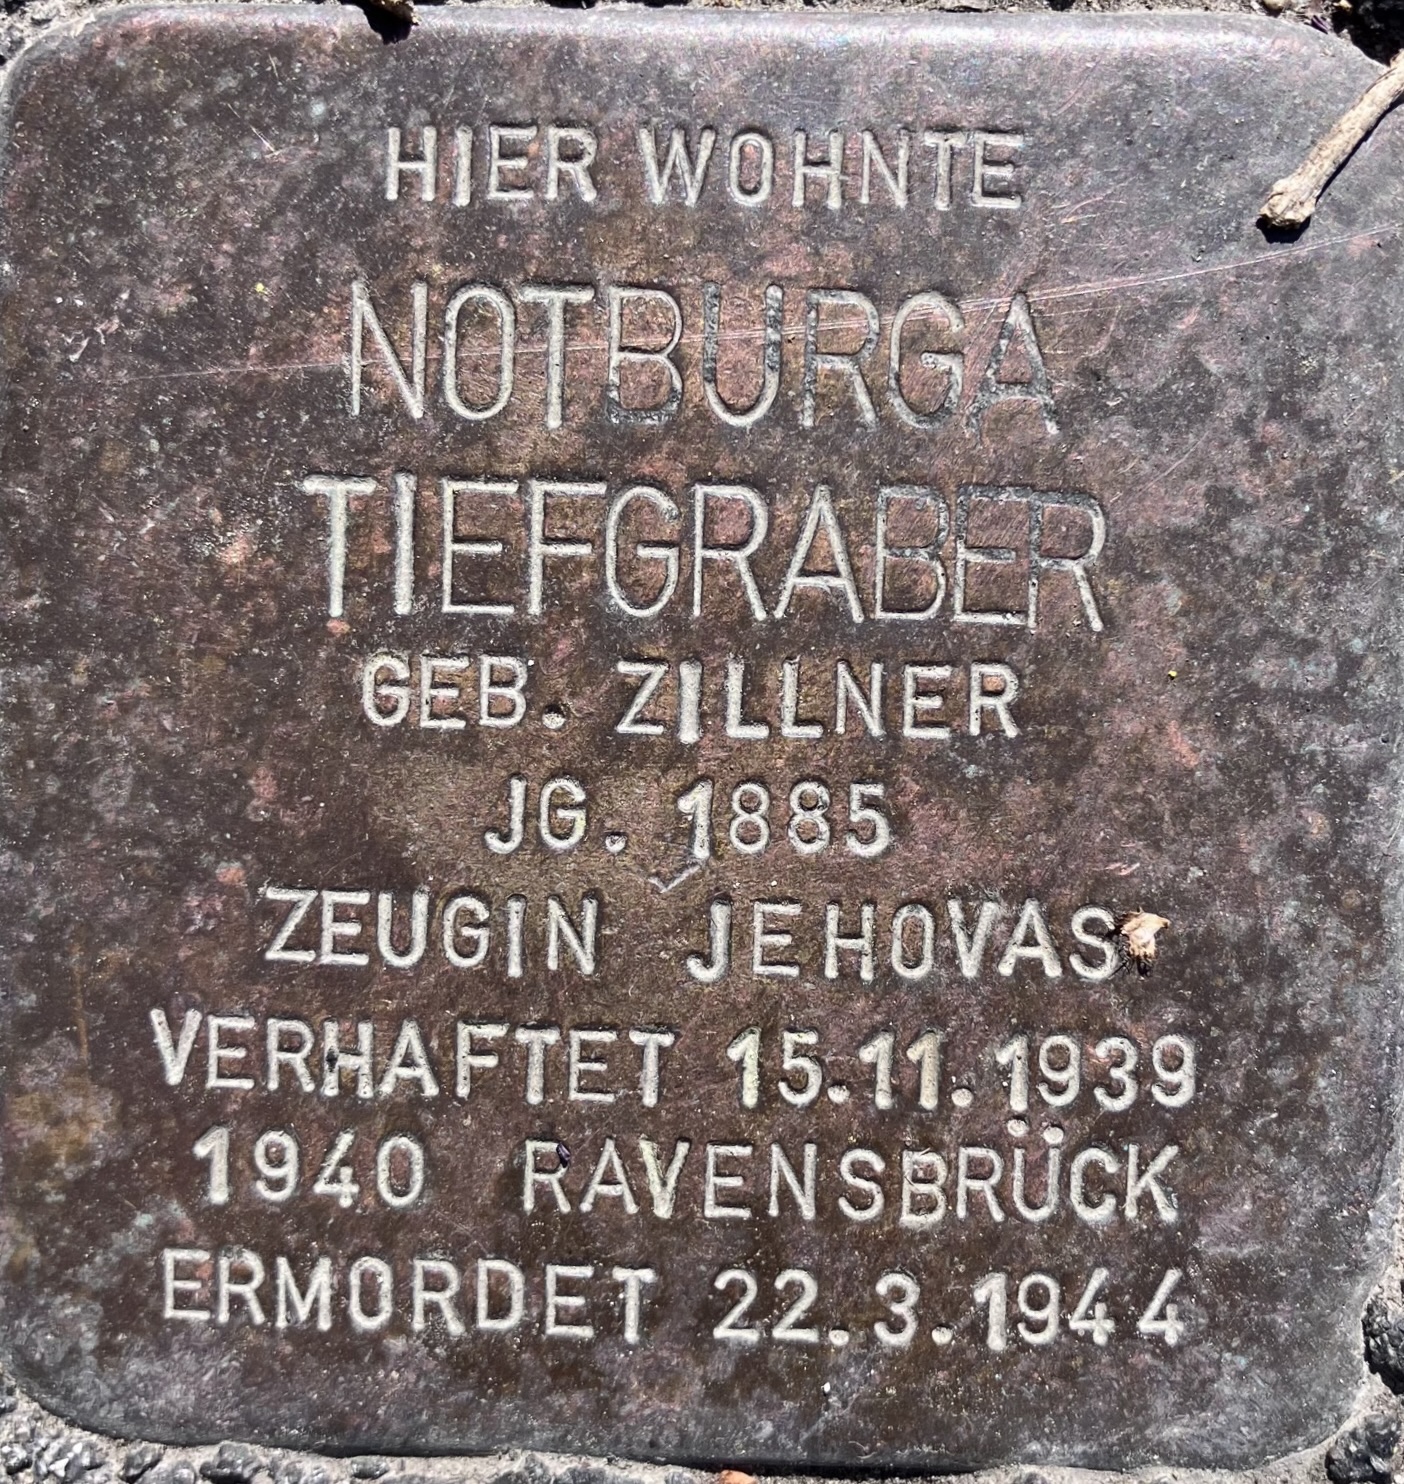 HIER WOHNTE
NOTBURGA
TIEFGRABER
GEB. ZILLNER
JG. 1885
ZEUGIN JEHOVAS
VERHAFTET 15.11.1939
1940 RAVENSBRÜCK
ERMORDET 22.3.1944